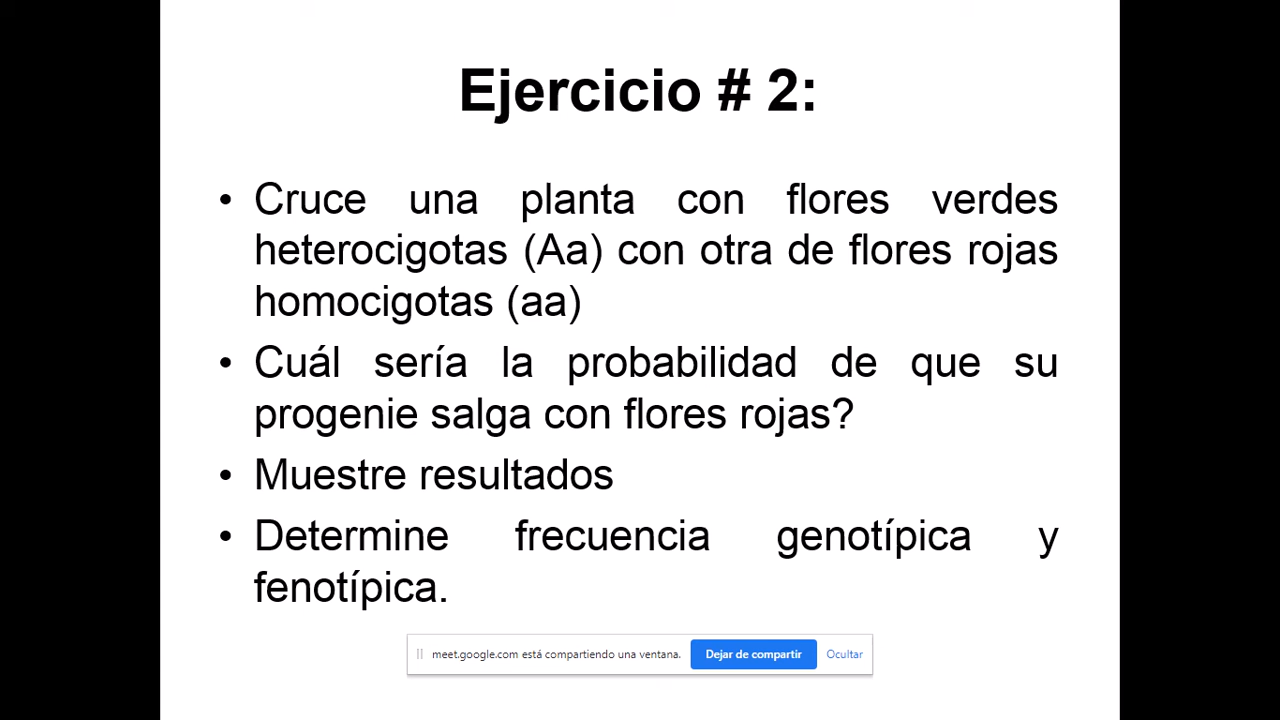 Ejercicio # 2:
• Cruce una planta con flores verdes
heterocigotas (Aa) con otra de flores rojas
homocigotas (aa)
• Cuál sería la probabilidad de que su
progenie salga con flores rojas?
• Muestre resultados
• Determine frecuencia genotípica y
fenotípica.
meet.google.com está compartiendo una ventana. Dejar de compartir Ocultar